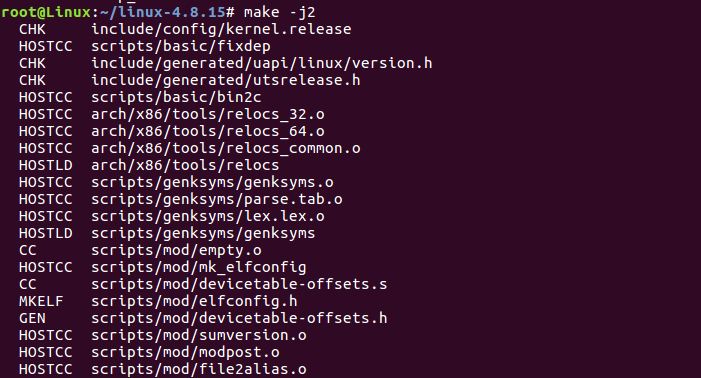 root@Linux:~/linux-4.8.15# make -j2
CHK include/config/kernel.release
HOSTCC scripts/basic/fixdep
CHK include/generated/uapi/linux/version.h
CHK include/generated/utsrelease.h
HOSTCC scripts/basic/bin2c
HOSTCC arch/x86/tools/relocs_32.o
HOSTCC arch/x86/tools/relocs_64.o
HOSTCC arch/x86/tools/relocs_common.o
HOSTLD arch/x86/tools/relocs
HOSTCC scripts/genksyms/genksyms.o
HOSTCC scripts/genksyms/parse.tab.o
HOSTCC scripts/genksyms/lex.lex.o
HOSTLD scripts/genksyms/genksyms
CC scripts/mod/empty.o
HOSTCC scripts/mod/mk_elfconfig
CC scripts/mod/devicetable-offsets.s
MKELF scripts/mod/elfconfig.h
GEN scripts/mod/devicetable-offsets.h
HOSTCC scripts/mod/sumversion.o
HOSTCC scripts/mod/modpost.o
HOSTCC scripts/mod/file2alias.o